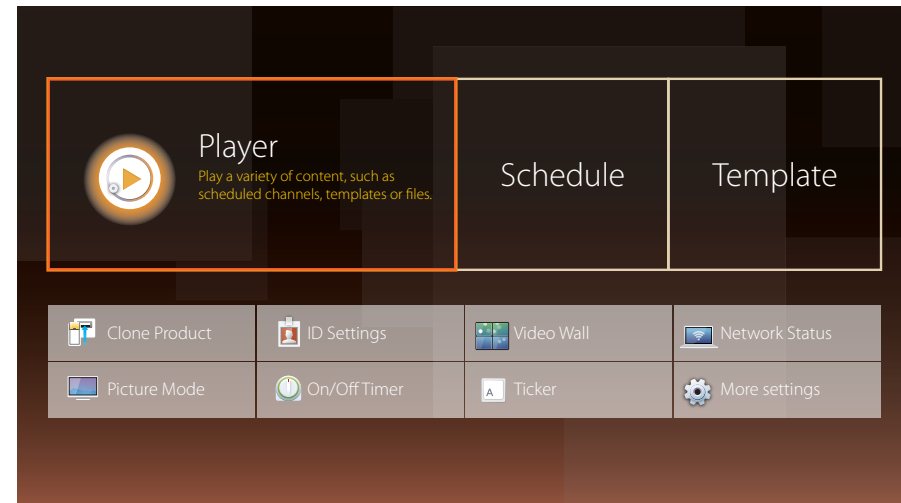 Player
Play a variety of content, such as
scheduled channels, templates or files.
Schedule
Template
Clone Product
ID Settings
Video Wall
Network Status
Picture Mode
On/Off Timer
A
Ticker
More settings